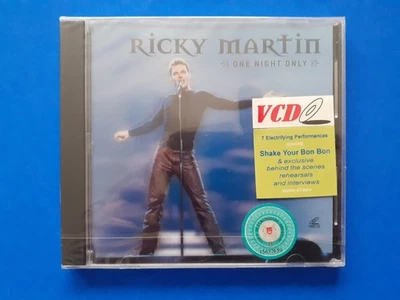 RICKY MARTIN
ONE NIGHT ONLY
VCD
7 Electrifying Performances
Shake Your Bon Bon
& exclusive
behind the scenes
rehearsals
and interviews